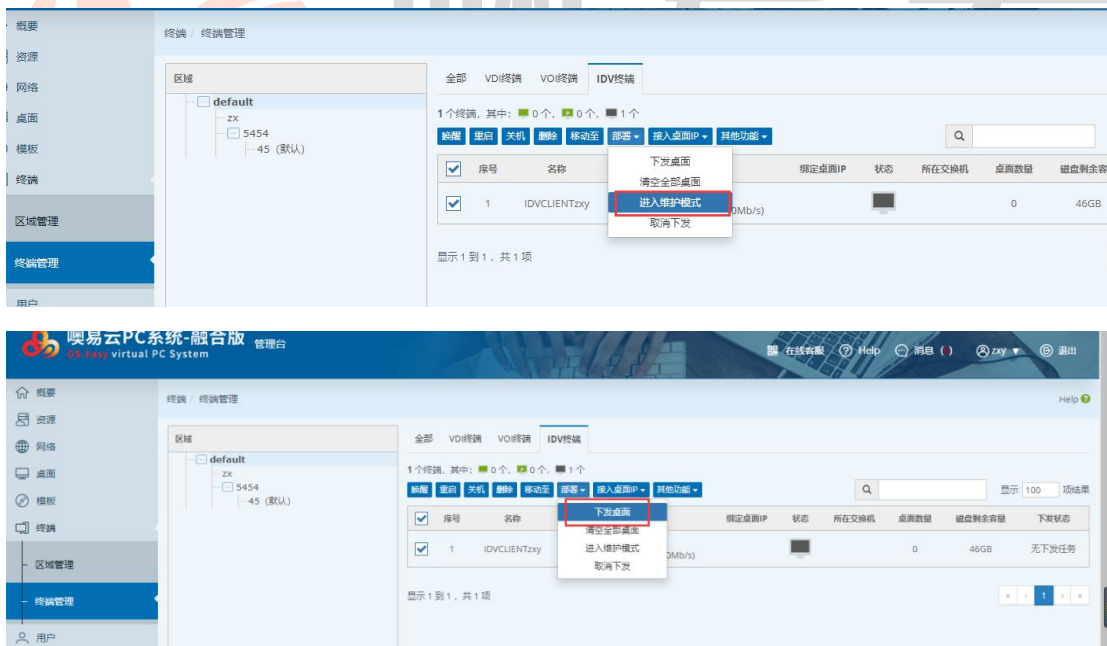 概要
终端 / 终端管理
资源
区域
全部 VDI终端 VOI终端 IDV终端
网络
default
1个终端, 其中: 0个, 0个, 1个
桌面
zx
5454
唤醒 重启 关机 删除 移动至 部署 接入桌面IP 其他功能
模板
45 (默认)
下发桌面
序号 名称 绑定桌面IP 状态 所在交换机 桌面数量 磁盘剩余容
终端
清空全部桌面
1 IDVCLIENTzxy 进入维护模式 0Mb/s) 0 46GB
区域管理
取消下发
显示 1 到 1 , 共 1 项
终端管理
用户
噢易云PC系统-融合版 管理台
OS-Easy virtual PC System
在线客服 Help 消息 ( ) zxy 退出
概要
终端 / 终端管理 Help
资源
区域
全部 VDI终端 VOI终端 IDV终端
网络
default
zx
1个终端, 其中: 0个, 0个, 1个
桌面
5454
唤醒 重启 关机 删除 移动至 部署 接入桌面IP 其他功能 显示 100 项结果
模板
45 (默认)
下发桌面
序号 名称 绑定桌面IP 状态 所在交换机 桌面数量 磁盘剩余容量 下发状态
终端
清空全部桌面
1 IDVCLIENTzxy 进入维护模式 0Mb/s) 0 46GB 无下发任务
区域管理
取消下发
显示 1 到 1 , 共 1 项 « ‹ 1 › »
终端管理
用户